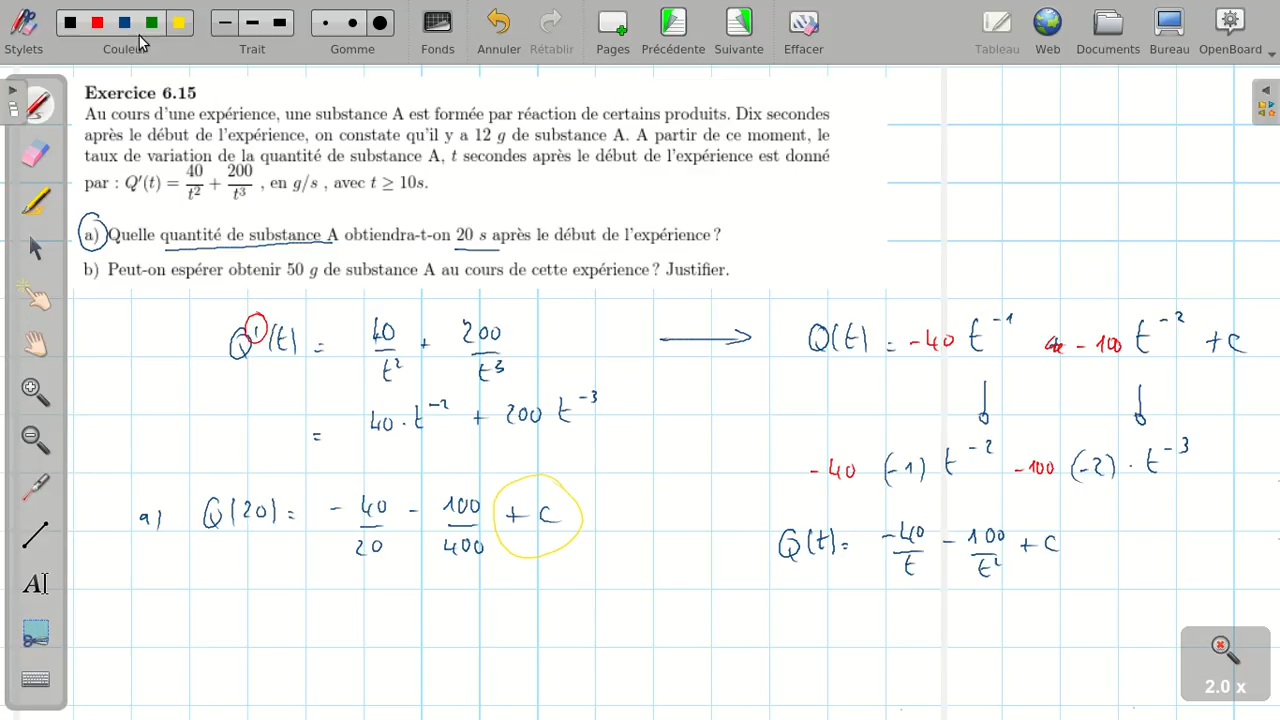 Stylets
Couleur
Trait
Gomme
Fonds
Annuler
Rétablir
Pages
Précédente
Suivante
Effacer
Tableau
Web
Documents
Bureau
OpenBoard
Exercice 6.15
Au cours d'une expérience, une substance A est formée par réaction de certains produits. Dix secondes
après le début de l'expérience, on constate qu'il y a 12 g de substance A. A partir de ce moment, le
taux de variation de la quantité de substance A, t secondes après le début de l'expérience est donné
par : Q'(t) = 40/t² + 200/t³ , en g/s , avec t ≥ 10s.
a) Quelle quantité de substance A obtiendra-t-on 20 s après le début de l'expérience ?
b) Peut-on espérer obtenir 50 g de substance A au cours de cette expérience ? Justifier.
Q'(t) = 40/t² + 200/t³ → Q(t) = -40 t⁻¹ - 100 t⁻² + C
= 40 · t⁻² + 200 t⁻³
-40 (-1) t⁻² -100 (-2) · t⁻³
a) Q(20) = - 40/20 - 100/400 + C
Q(t) = -40/t - 100/t² + C
A
2.0 x